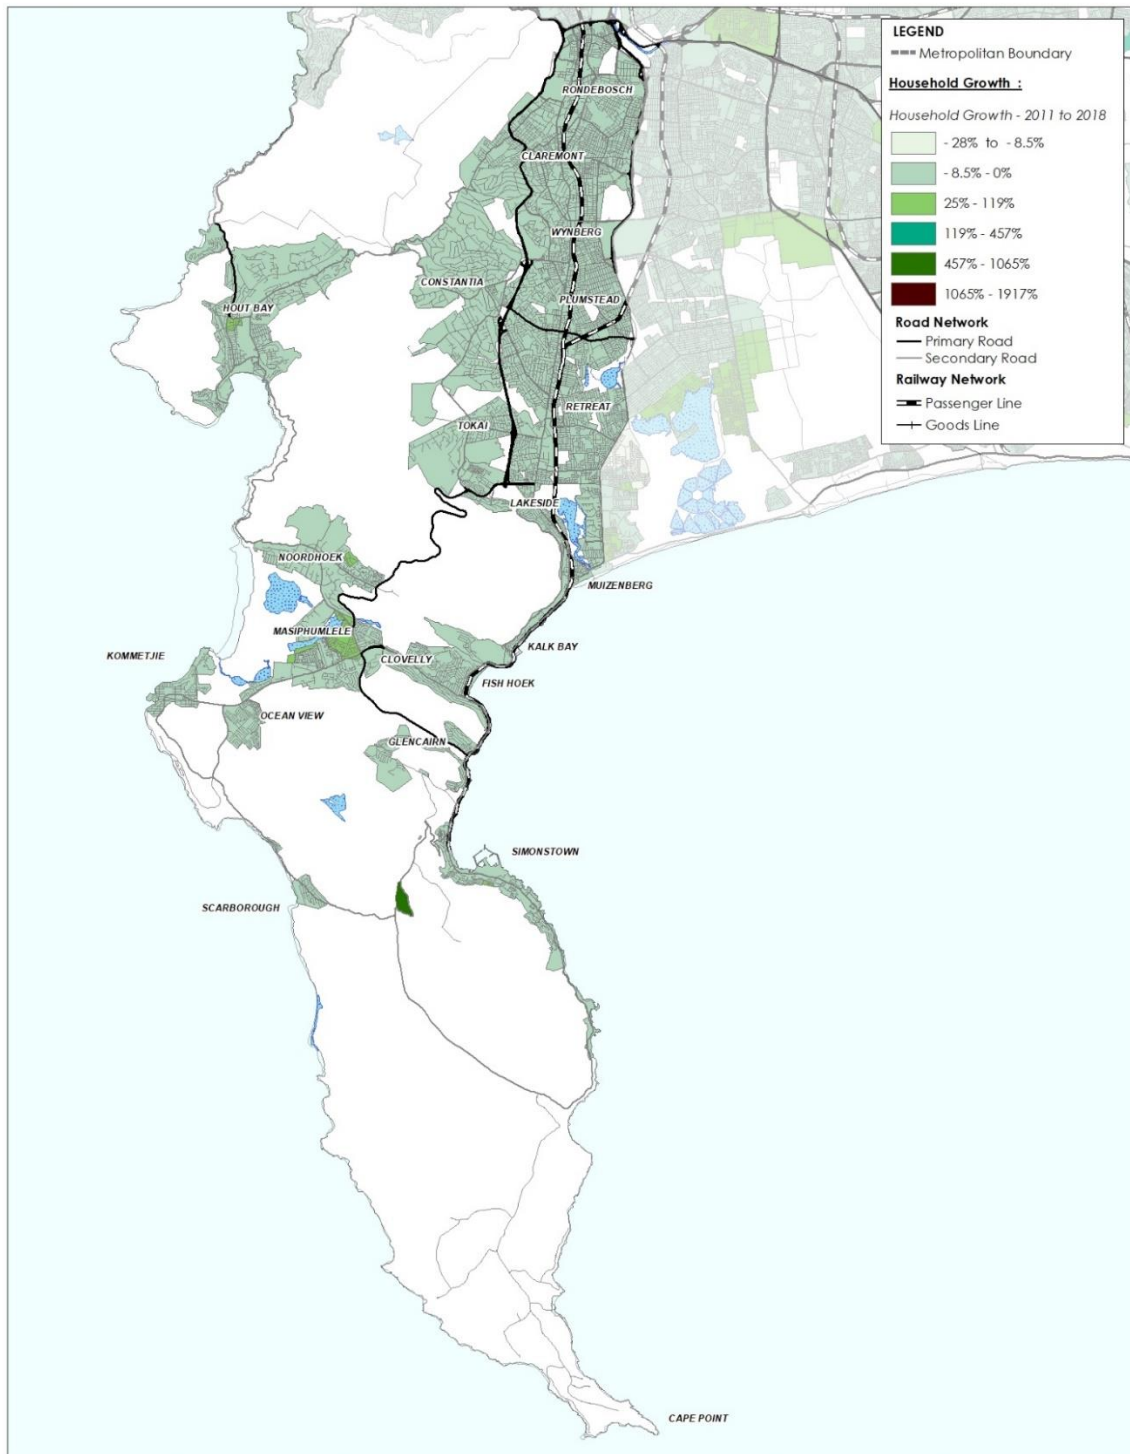 LEGEND
Metropolitan Boundary
Household Growth :
Household Growth - 2011 to 2018
- 28% to - 8.5%
- 8.5% - 0%
25% - 119%
119% - 457%
457% - 1065%
1065% - 1917%
Road Network
Primary Road
Secondary Road
Railway Network
Passenger Line
Goods Line
RONDEBOSCH
CLAREMONT
WYNBERG
CONSTANTIA
PLUMSTEAD
HOUT BAY
RETREAT
TOKAI
LAKESIDE
NOORDHOEK
MUIZENBERG
MASIPHUMLELE
KALK BAY
KOMMETJIE
CLOVELLY
FISH HOEK
OCEAN VIEW
GLENCAIRN
SIMONSTOWN
SCARBOROUGH
CAPE POINT